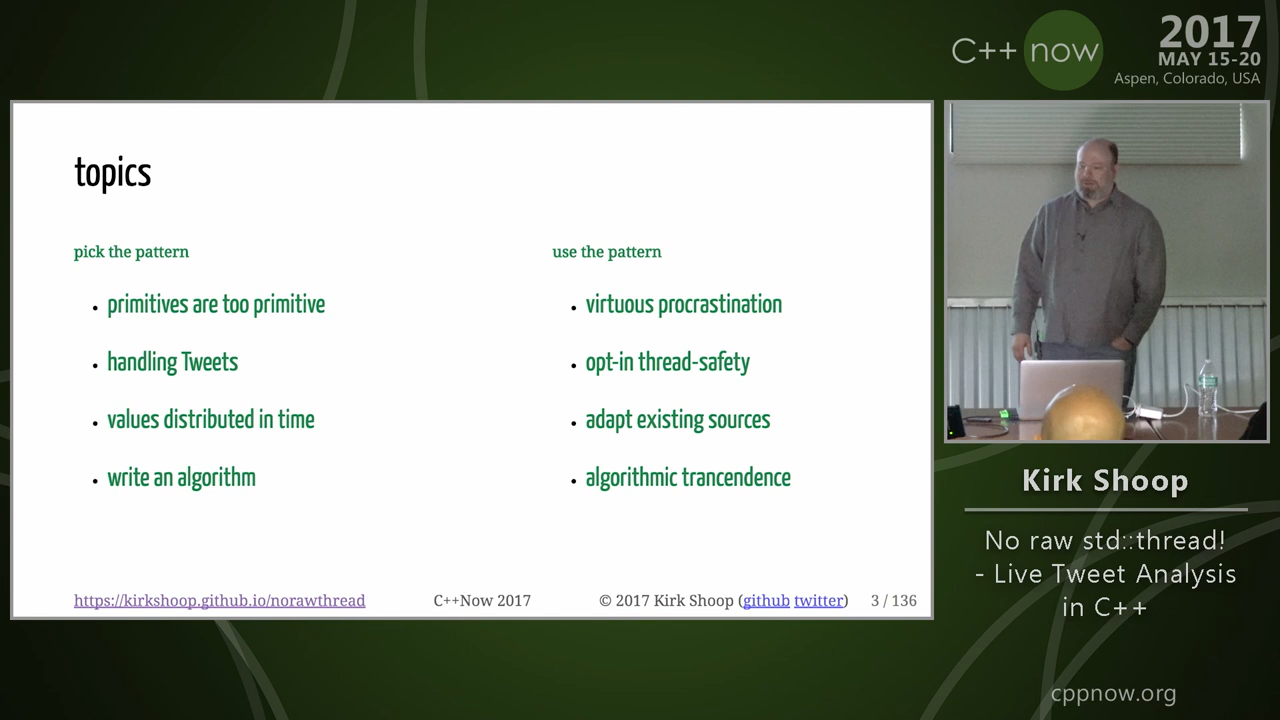 C++ now
2017
MAY 15-20
Aspen, Colorado, USA
topics
pick the pattern
• primitives are too primitive
• handling Tweets
• values distributed in time
• write an algorithm
use the pattern
• virtuous procrastination
• opt-in thread-safety
• adapt existing sources
• algorithmic trancendence
https://kirkshoop.github.io/norawthread
C++Now 2017
© 2017 Kirk Shoop (github twitter)
3 / 136
Kirk Shoop
No raw std::thread!
- Live Tweet Analysis
in C++
cppnow.org